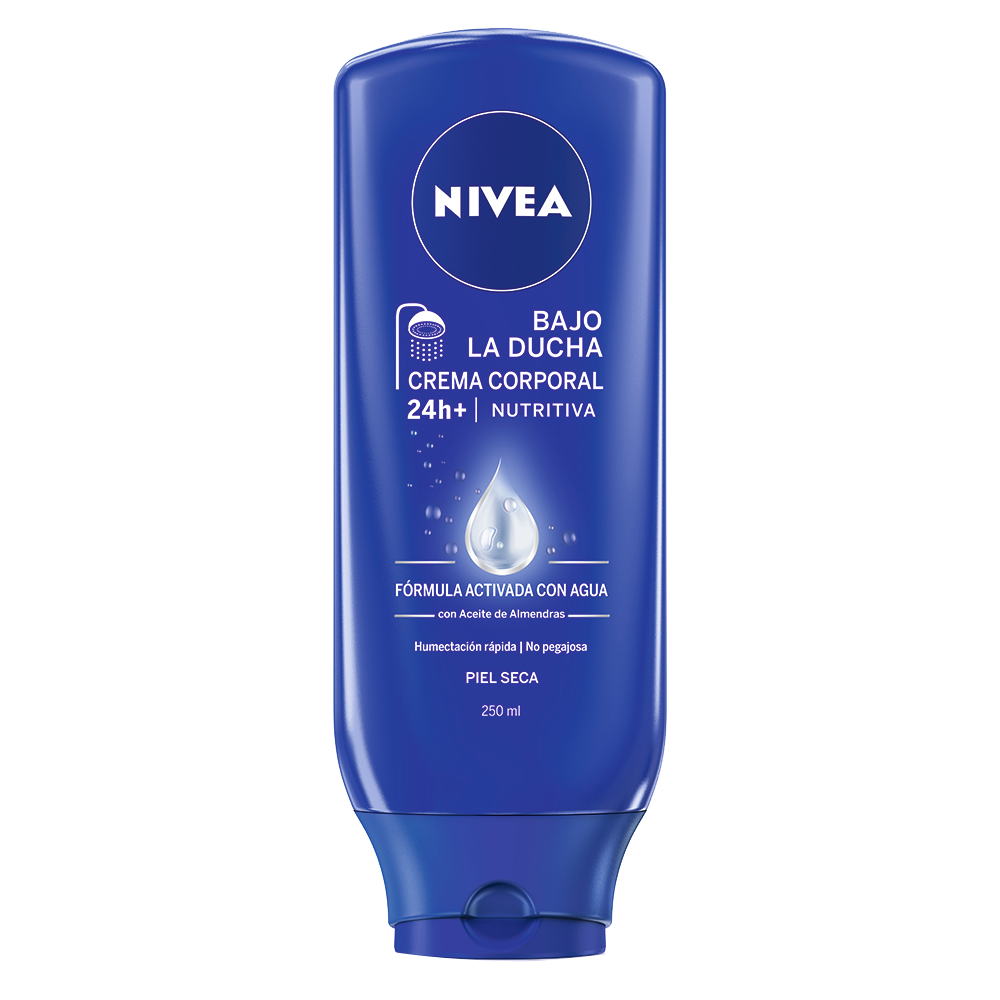 NIVEA
BAJO
LA DUCHA
CREMA CORPORAL
24h+ | NUTRITIVA
FÓRMULA ACTIVADA CON AGUA
con Aceite de Almendras
Humectación rápida | No pegajosa
PIEL SECA
250 ml